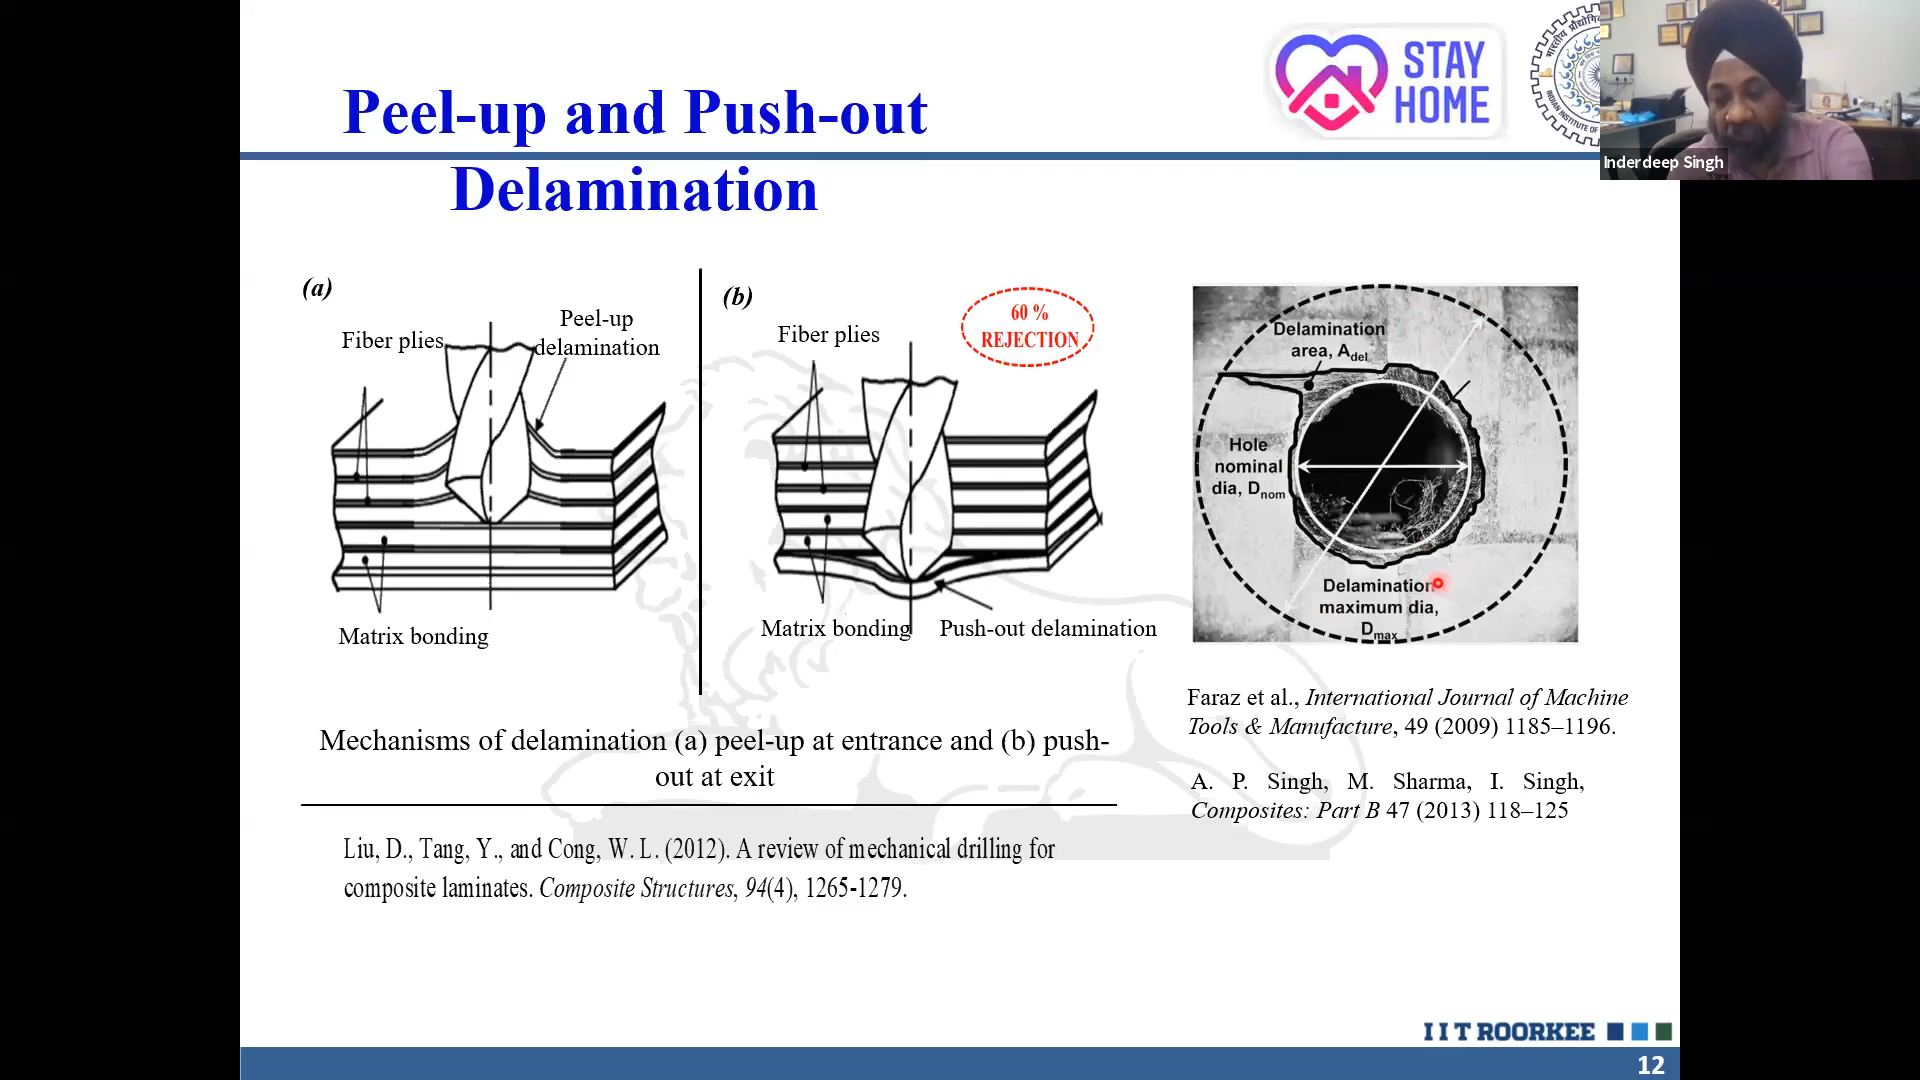 Peel-up and Push-out
Delamination
STAY
HOME
Inderdeep Singh
(a)
Fiber plies
Peel-up
delamination
Matrix bonding
(b)
Fiber plies
60 %
REJECTION
Matrix bonding
Push-out delamination
Delamination
area, Adel
Hole
nominal
dia, Dnom
Delamination
maximum dia,
Dmax
Mechanisms of delamination (a) peel-up at entrance and (b) push-
out at exit
Liu, D., Tang, Y., and Cong, W. L. (2012). A review of mechanical drilling for
composite laminates. Composite Structures, 94(4), 1265-1279.
Faraz et al., International Journal of Machine
Tools & Manufacture, 49 (2009) 1185–1196.
A. P. Singh, M. Sharma, I. Singh,
Composites: Part B 47 (2013) 118–125
I I T ROORKEE
12